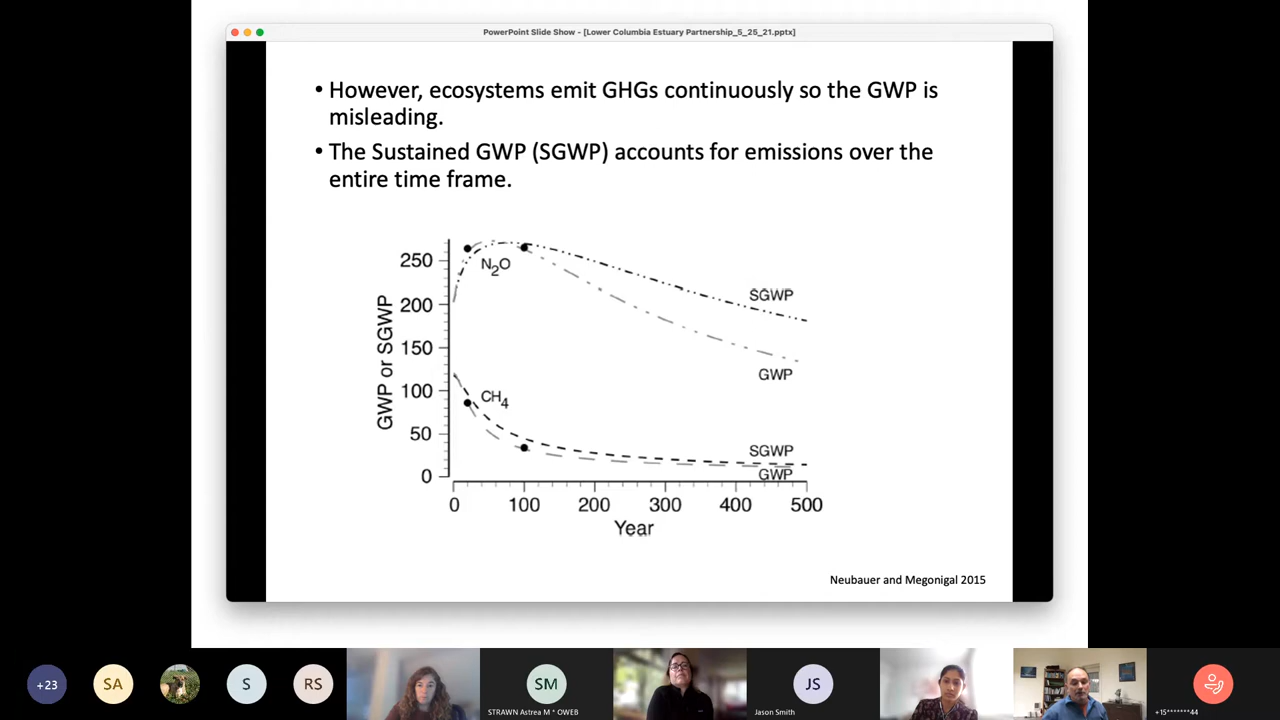 PowerPoint Slide Show - [Lower Columbia Estuary Partnership_5_25_21.pptx]
• However, ecosystems emit GHGs continuously so the GWP is
misleading.
• The Sustained GWP (SGWP) accounts for emissions over the
entire time frame.
GWP or SGWP
250
200
150
100
50
0
N2O
SGWP
GWP
CH4
SGWP
GWP
0 100 200 300 400 500
Year
Neubauer and Megonigal 2015
+23
SA
S
RS
SM
STRAWN Astrea M * OWEB
JS
Jason Smith
+15*******44